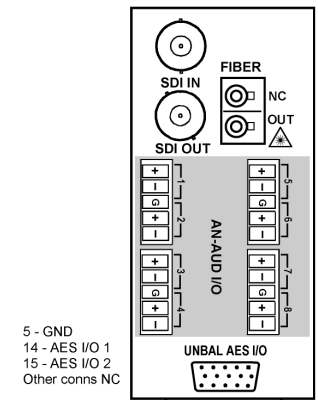 SDI IN
FIBER
NC
OUT
SDI OUT
+
–
G
+
–
1
2
+
–
G
+
–
5
6
AN-AUD I/O
+
–
G
+
–
3
4
+
–
G
+
–
7
8
5 - GND
14 - AES I/O 1
15 - AES I/O 2
Other conns NC
UNBAL AES I/O